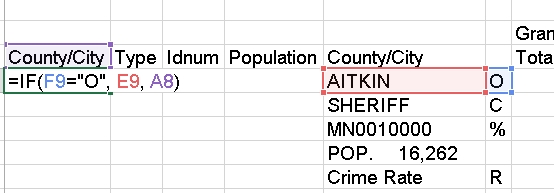 Gran
County/City Type Idnum Population County/City Tota
=IF(F9="O", E9, A8) AITKIN O
SHERIFF C
MN0010000 %
POP. 16,262
Crime Rate R